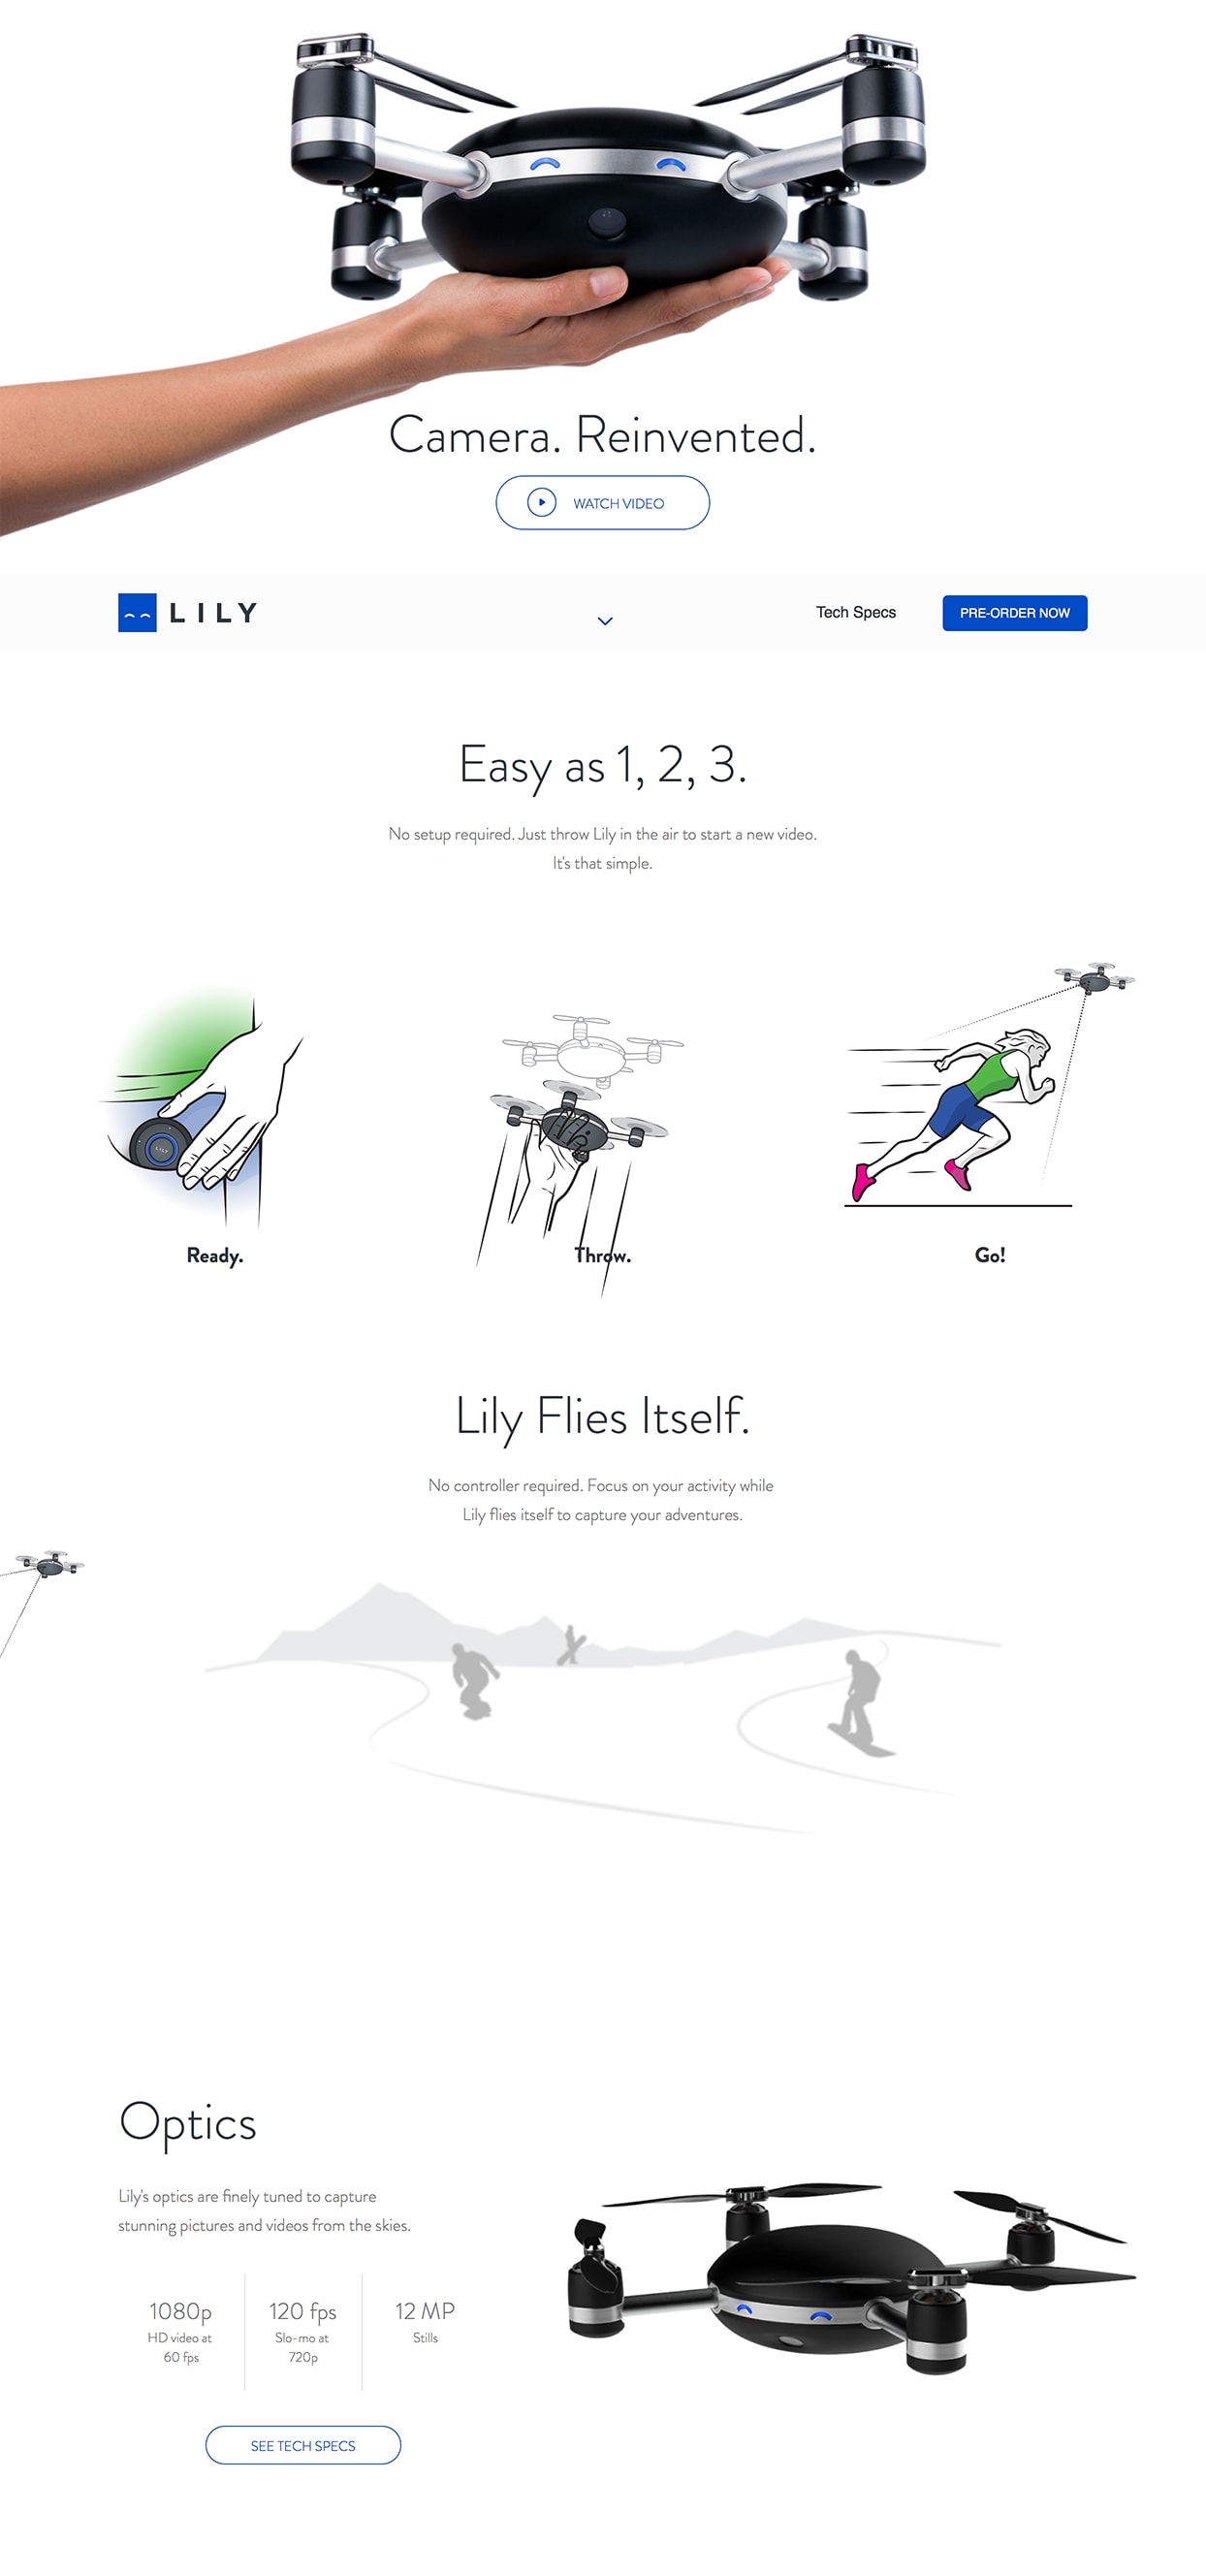 Camera. Reinvented.
WATCH VIDEO
LILY
Tech Specs
PRE-ORDER NOW
Easy as 1, 2, 3.
No setup required. Just throw Lily in the air to start a new video.
It's that simple.
LILY
Ready.
Throw.
Go!
Lily Flies Itself.
No controller required. Focus on your activity while
Lily flies itself to capture your adventures.
Optics
Lily's optics are finely tuned to capture
stunning pictures and videos from the skies.
1080p
HD video at
60 fps
120 fps
Slo-mo at
720p
12 MP
Stills
SEE TECH SPECS